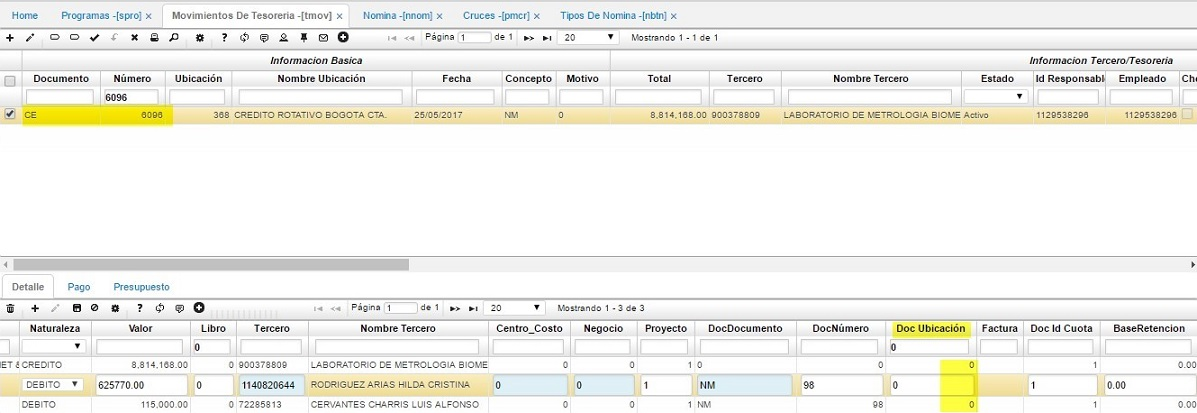 Home Programas -[spro] × Movimientos De Tesoreria -[tmov] × Nomina -[nnom] × Cruces -[pmcr] × Tipos De Nomina -[nbtn] ×
Página 1 de 1 20 Mostrando 1 - 1 de 1
Informacion Basica Informacion Tercero/Tesoreria
Documento Número Ubicación Nombre Ubicación Fecha Concepto Motivo Total Tercero Nombre Tercero Estado Id Responsabl Empleado Che
6096
CE 6096 368 CREDITO ROTATIVO BOGOTA CTA. 25/05/2017 NM 0 8,814,168.00 900378809 LABORATORIO DE METROLOGIA BIOME Activo 1129538296 1129538296
Detalle Pago Presupuesto
Página 1 de 1 20 Mostrando 1 - 3 de 3
Naturaleza Valor Libro Tercero Nombre Tercero Centro_Costo Negocio Proyecto DocDocumento DocNúmero Doc Ubicación Factura Doc Id Cuota BaseRetencion
0 0
ET & CREDITO 8,814,168.00 0 900378809 LABORATORIO DE METROLOGIA BIOME 0 0 1 0 0 0 1 0.00
DEBITO 625770.00 0 1140820644 RODRIGUEZ ARIAS HILDA CRISTINA 0 0 1 NM 98 0 1 0.00
DEBITO 115,000.00 0 72285813 CERVANTES CHARRIS LUIS ALFONSO 0 0 1 NM 98 0 1 0.00